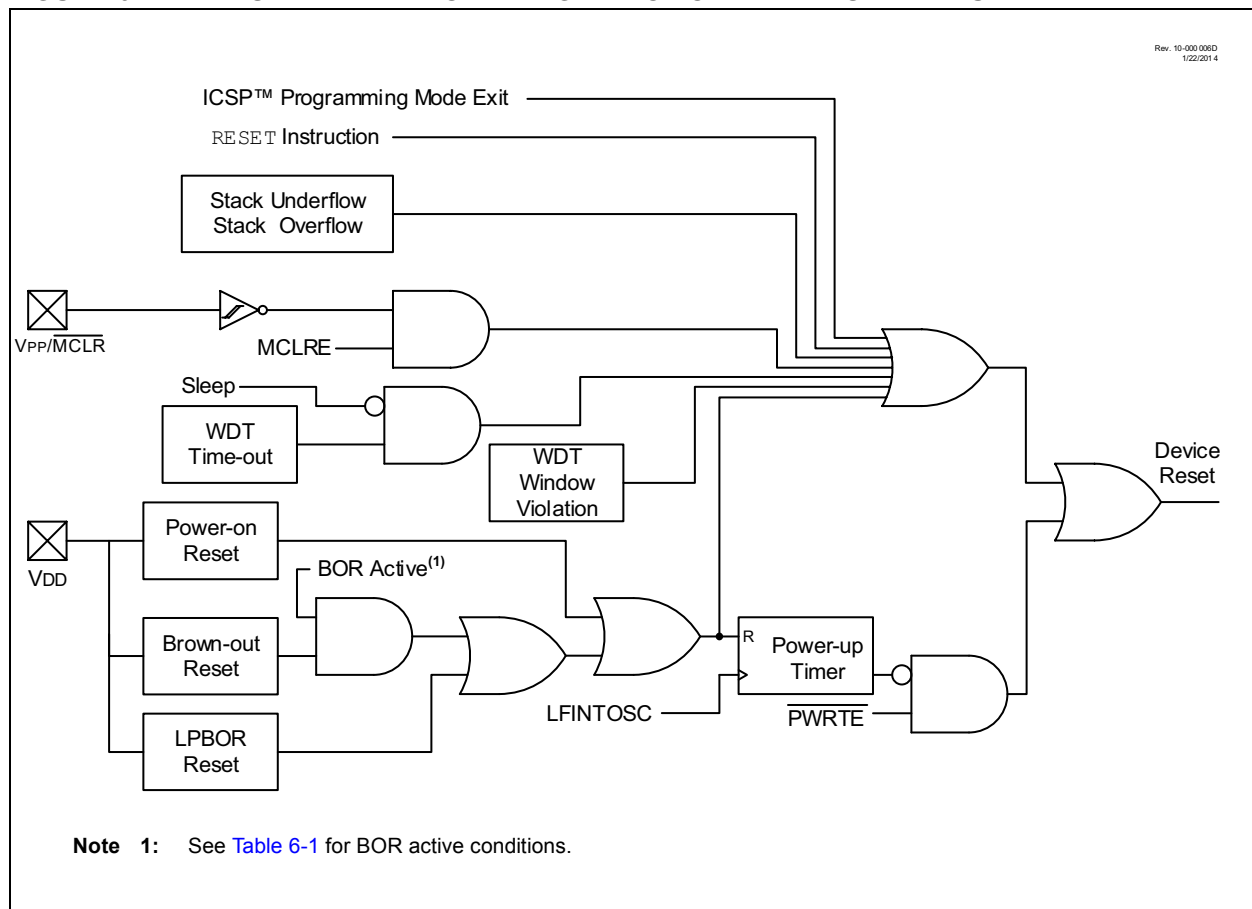 Rev. 10-000 006D
1/22/201 4
ICSP™ Programming Mode Exit
RESET Instruction
Stack Underflow
Stack Overflow
VPP/MCLR
MCLRE
Sleep
WDT
Time-out
WDT
Window
Violation
Device
Reset
Power-on
Reset
VDD
BOR Active(1)
Brown-out
Reset
R
Power-up
Timer
LFINTOSC
PWRTE
LPBOR
Reset
Note 1: See Table 6-1 for BOR active conditions.